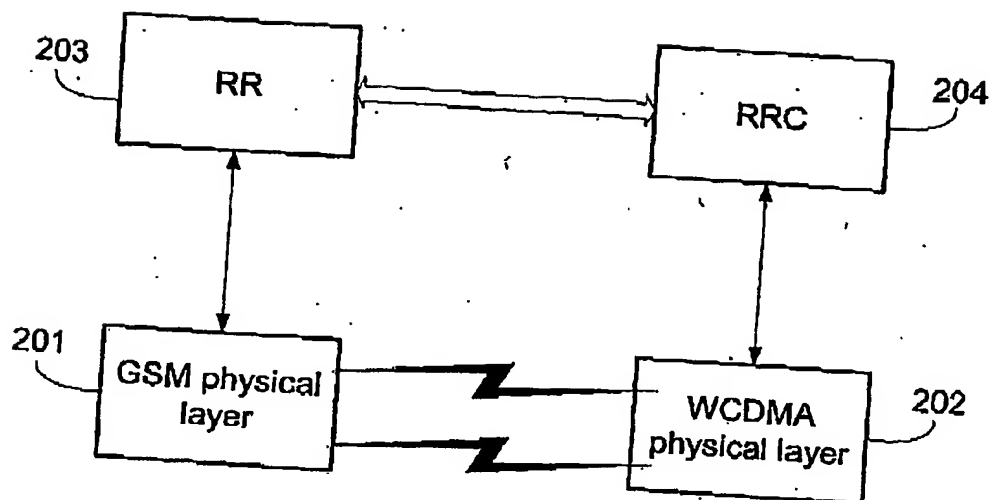 203
RR
RRC
204
201
GSM physical
layer
WCDMA
physical layer
202